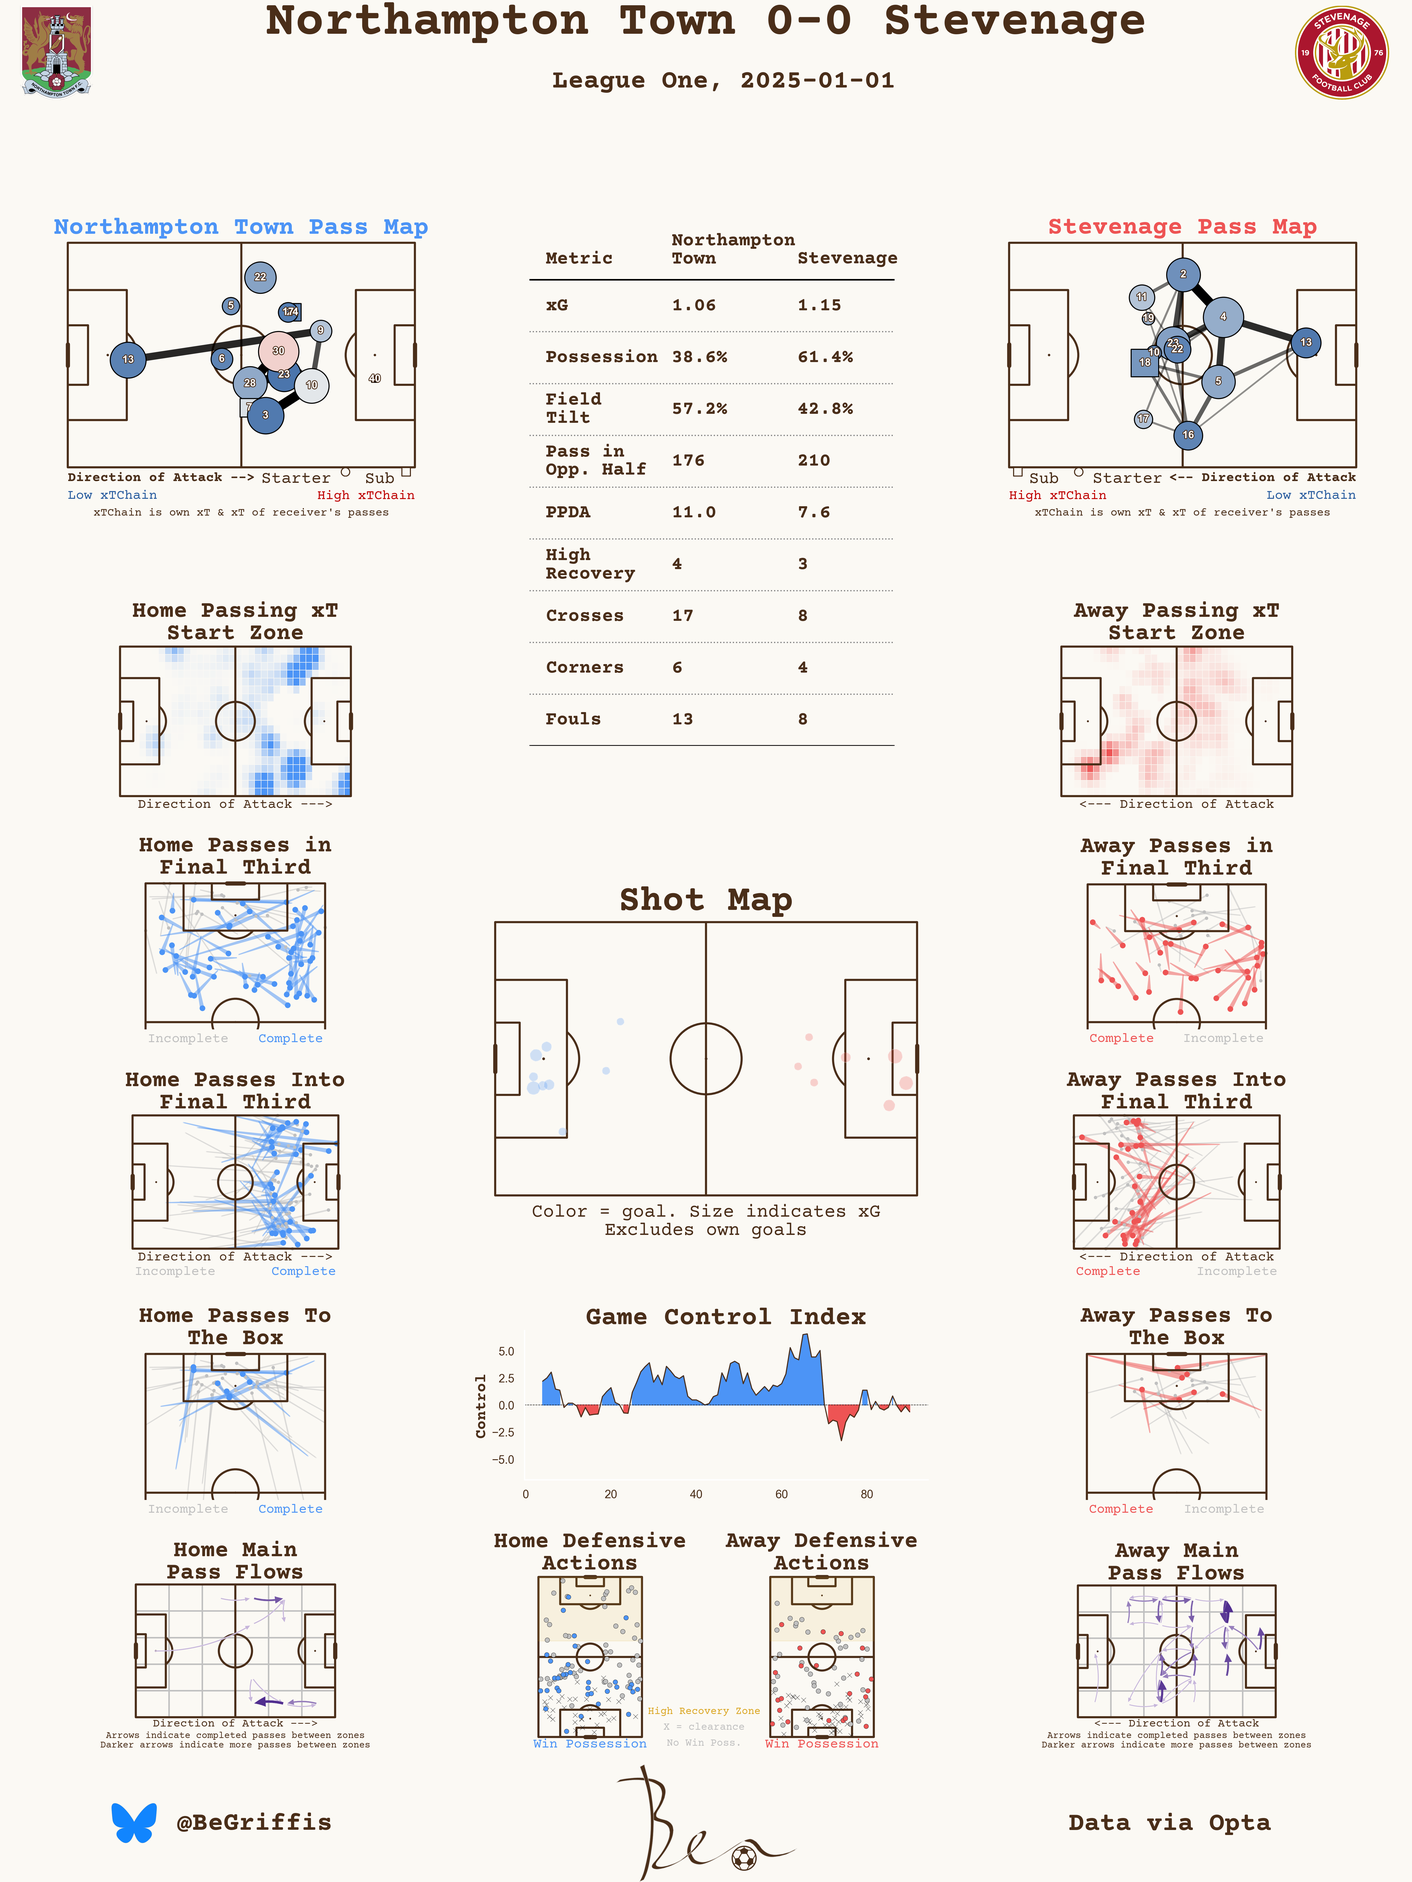 Northampton Town 0-0 Stevenage
League One, 2025-01-01
STEVENAGE
19 76
FOOTBALL CLUB
NORTHAMPTON TOWN F.C.
Northampton Town Pass Map
22
5
9
13
6
30
23
28
10
40
3
Direction of Attack --> Starter Sub
Low xTChain High xTChain
xTChain is own xT & xT of receiver's passes
Metric Northampton Town Stevenage
xG 1.06 1.15
Possession 38.6% 61.4%
Field Tilt 57.2% 42.8%
Pass in Opp. Half 176 210
PPDA 11.0 7.6
High Recovery 4 3
Crosses 17 8
Corners 6 4
Fouls 13 8
Stevenage Pass Map
2
11
19
4
23
22
10
18
13
5
17
16
Sub Starter <-- Direction of Attack
High xTChain Low xTChain
xTChain is own xT & xT of receiver's passes
Home Passing xT
Start Zone
Direction of Attack --->
Away Passing xT
Start Zone
<--- Direction of Attack
Home Passes in
Final Third
Incomplete Complete
Away Passes in
Final Third
Complete Incomplete
Shot Map
Color = goal. Size indicates xG
Excludes own goals
Home Passes Into
Final Third
Direction of Attack --->
Incomplete Complete
Away Passes Into
Final Third
<--- Direction of Attack
Complete Incomplete
Home Passes To
The Box
Incomplete Complete
Game Control Index
Control
5.0
2.5
0.0
−2.5
−5.0
0 20 40 60 80
Away Passes To
The Box
Complete Incomplete
Home Main
Pass Flows
Direction of Attack --->
Arrows indicate completed passes between zones
Darker arrows indicate more passes between zones
Home Defensive
Actions
Win Possession
Away Defensive
Actions
Win Possession
High Recovery Zone
X = clearance
No Win Poss.
Away Main
Pass Flows
<--- Direction of Attack
Arrows indicate completed passes between zones
Darker arrows indicate more passes between zones
@BeGriffis
Ben
Data via Opta